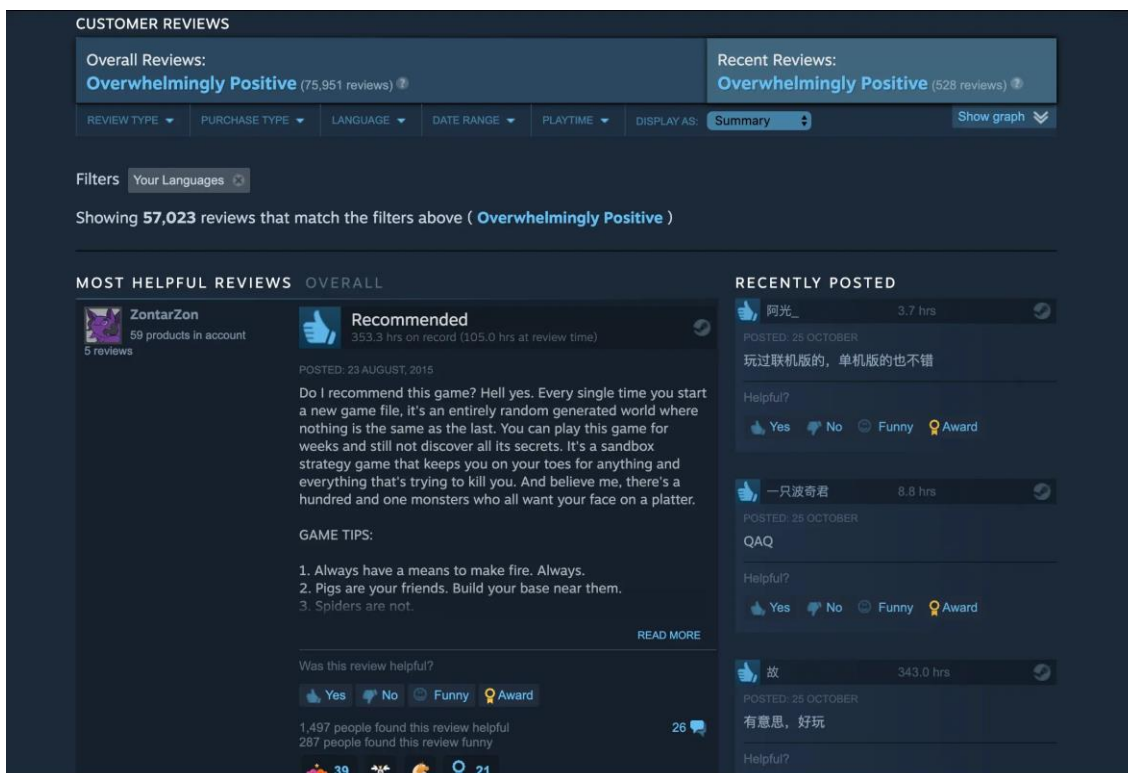 CUSTOMER REVIEWS
Overall Reviews:
Overwhelmingly Positive (75,951 reviews) ?
Recent Reviews:
Overwhelmingly Positive (528 reviews) ?
REVIEW TYPE
PURCHASE TYPE
LANGUAGE
DATE RANGE
PLAYTIME
DISPLAY AS:
Summary
Show graph
Filters
Your Languages
Showing 57,023 reviews that match the filters above ( Overwhelmingly Positive )
MOST HELPFUL REVIEWS OVERALL
ZontarZon
59 products in account
5 reviews
Recommended
353.3 hrs on record (105.0 hrs at review time)
POSTED: 23 AUGUST, 2015
Do I recommend this game? Hell yes. Every single time you start
a new game file, it's an entirely random generated world where
nothing is the same as the last. You can play this game for
weeks and still not discover all its secrets. It's a sandbox
strategy game that keeps you on your toes for anything and
everything that's trying to kill you. And believe me, there's a
hundred and one monsters who all want your face on a platter.
GAME TIPS:
1. Always have a means to make fire. Always.
2. Pigs are your friends. Build your base near them.
3. Spiders are not.
READ MORE
Was this review helpful?
Yes
No
Funny
Award
1,497 people found this review helpful
287 people found this review funny
26
39
21
RECENTLY POSTED
阿光_
3.7 hrs
POSTED: 25 OCTOBER
玩过联机版的，单机版的也不错
Helpful?
Yes
No
Funny
Award
一只波奇君
8.8 hrs
POSTED: 25 OCTOBER
QAQ
Helpful?
Yes
No
Funny
Award
故
343.0 hrs
POSTED: 25 OCTOBER
有意思，好玩
Helpful?